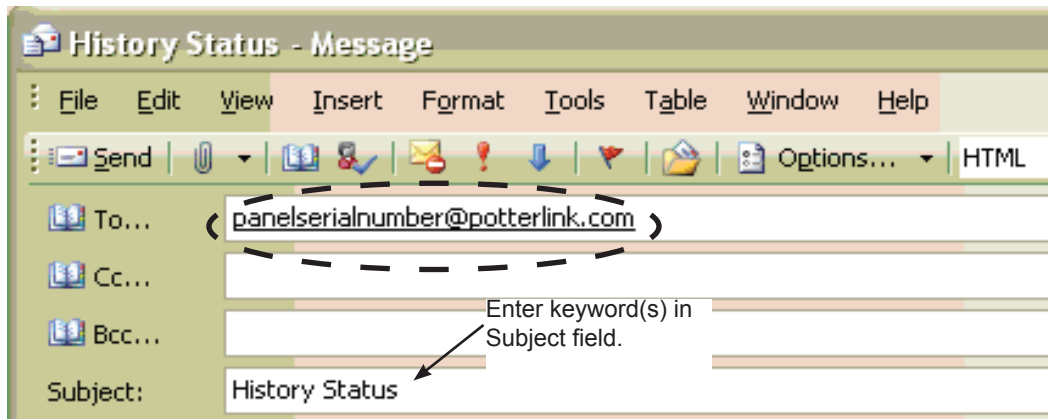 History Status - Message
File Edit View Insert Format Tools Table Window Help
Send Options... HTML
To... panelserialnumber@potterlink.com
Cc...
Bcc...
Enter keyword(s) in
Subject field.
Subject: History Status